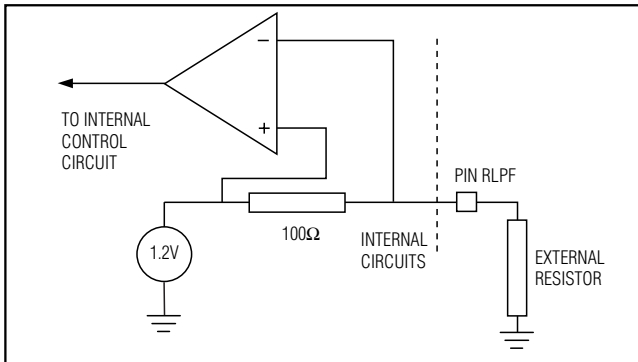 −
+
TO INTERNAL
CONTROL
CIRCUIT
PIN RLPF
100Ω
INTERNAL
CIRCUITS
1.2V
EXTERNAL
RESISTOR